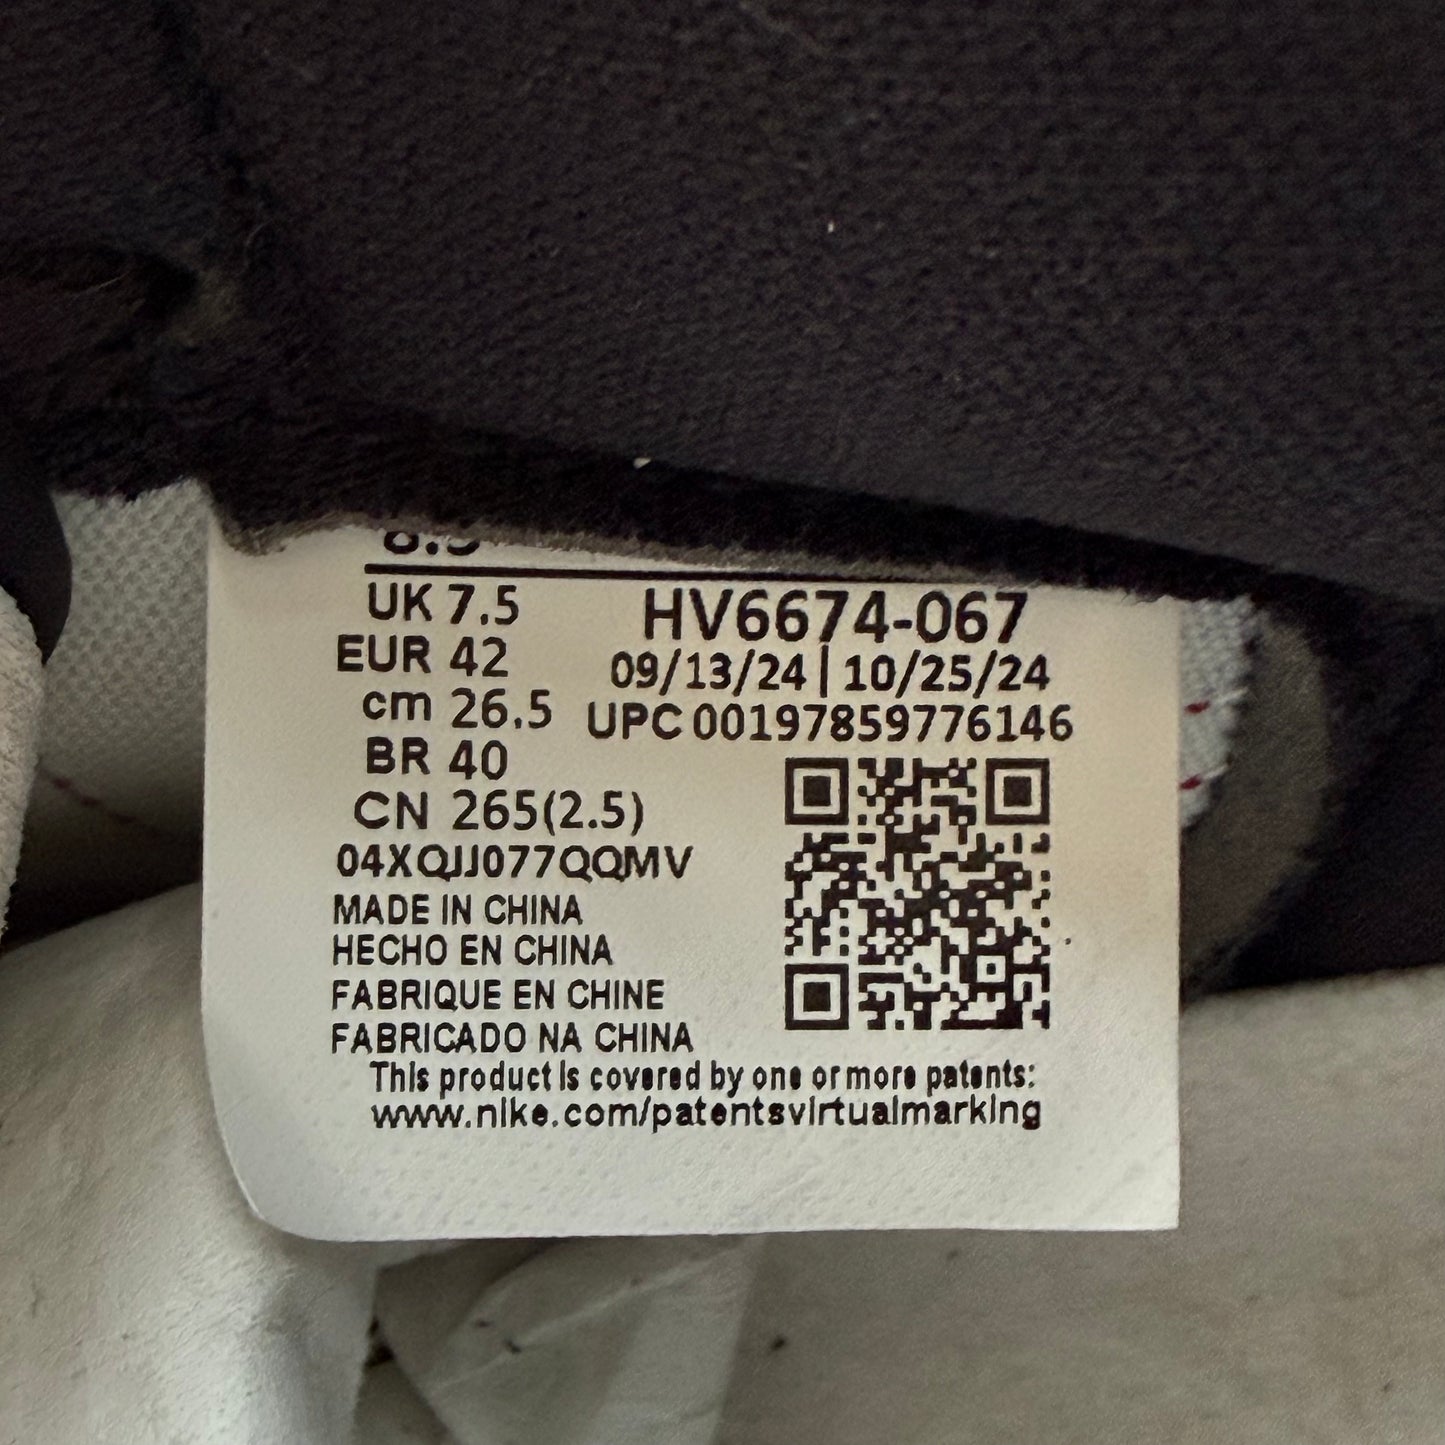 8.5
UK 7.5
HV6674-067
EUR 42
09/13/24 | 10/25/24
cm 26.5
UPC 00197859776146
BR 40
CN 265(2.5)
04XQJJ077QQMV
MADE IN CHINA
HECHO EN CHINA
FABRIQUE EN CHINE
FABRICADO NA CHINA
This product is covered by one or more patents:
www.nike.com/patentsvirtualmarking